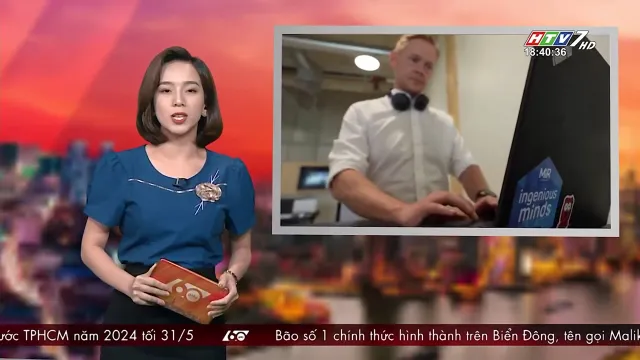 HTV7 HD
18:40:36
MR
ingenious
minds
ước TPHCM năm 2024 tối 31/5 60 Bão số 1 chính thức hình thành trên Biển Đông, tên gọi Malik